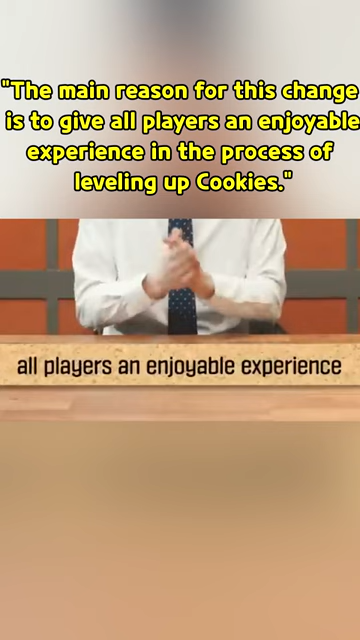 "The main reason for this change
is to give all players an enjoyable
experience in the process of
leveling up Cookies."
all players an enjoyable experience